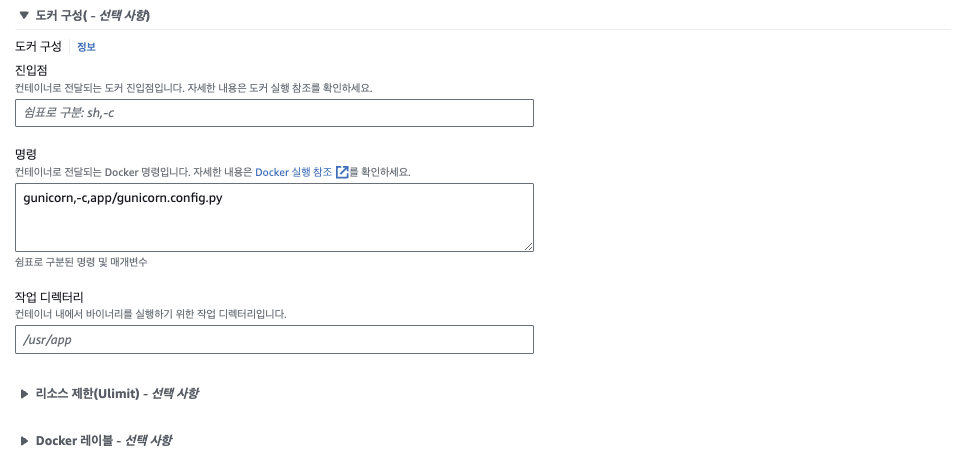 도커 구성( - 선택 사항)
도커 구성 정보
진입점
컨테이너로 전달되는 도커 진입점입니다. 자세한 내용은 도커 실행 참조를 확인하세요.
쉼표로 구분: sh,-c
명령
컨테이너로 전달되는 Docker 명령입니다. 자세한 내용은 Docker 실행 참조 를 확인하세요.
gunicorn,-c,app/gunicorn.config.py
쉼표로 구분된 명령 및 매개변수
작업 디렉터리
컨테이너 내에서 바이너리를 실행하기 위한 작업 디렉터리입니다.
/usr/app
리소스 제한(Ulimit) - 선택 사항
Docker 레이블 - 선택 사항